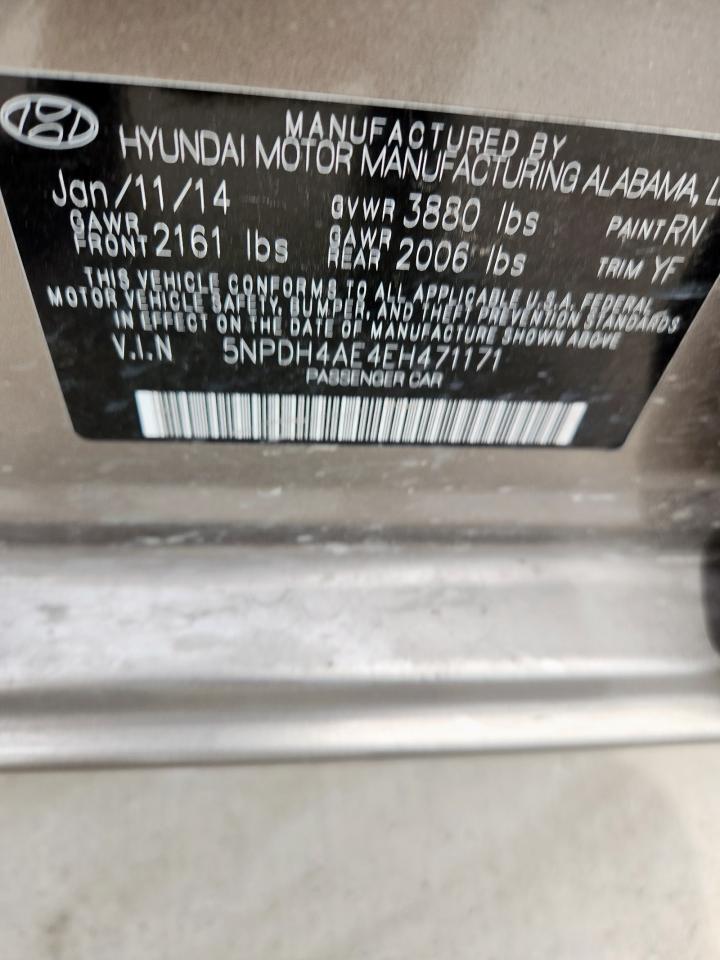 MANUFACTURED BY
HYUNDAI MOTOR MANUFACTURING ALABAMA,
Jan/11/14 GVWR 3880 lbs PAINT RN
GAWR FRONT 2161 lbs GAWR REAR 2006 lbs TRIM YF
THIS VEHICLE CONFORMS TO ALL APPLICABLE U.S.A. FEDERAL
MOTOR VEHICLE SAFETY, BUMPER, AND THEFT PREVENTION STANDARDS
IN EFFECT ON THE DATE OF MANUFACTURE SHOWN ABOVE
V.I.N 5NPDH4AE4EH471171
PASSENGER CAR